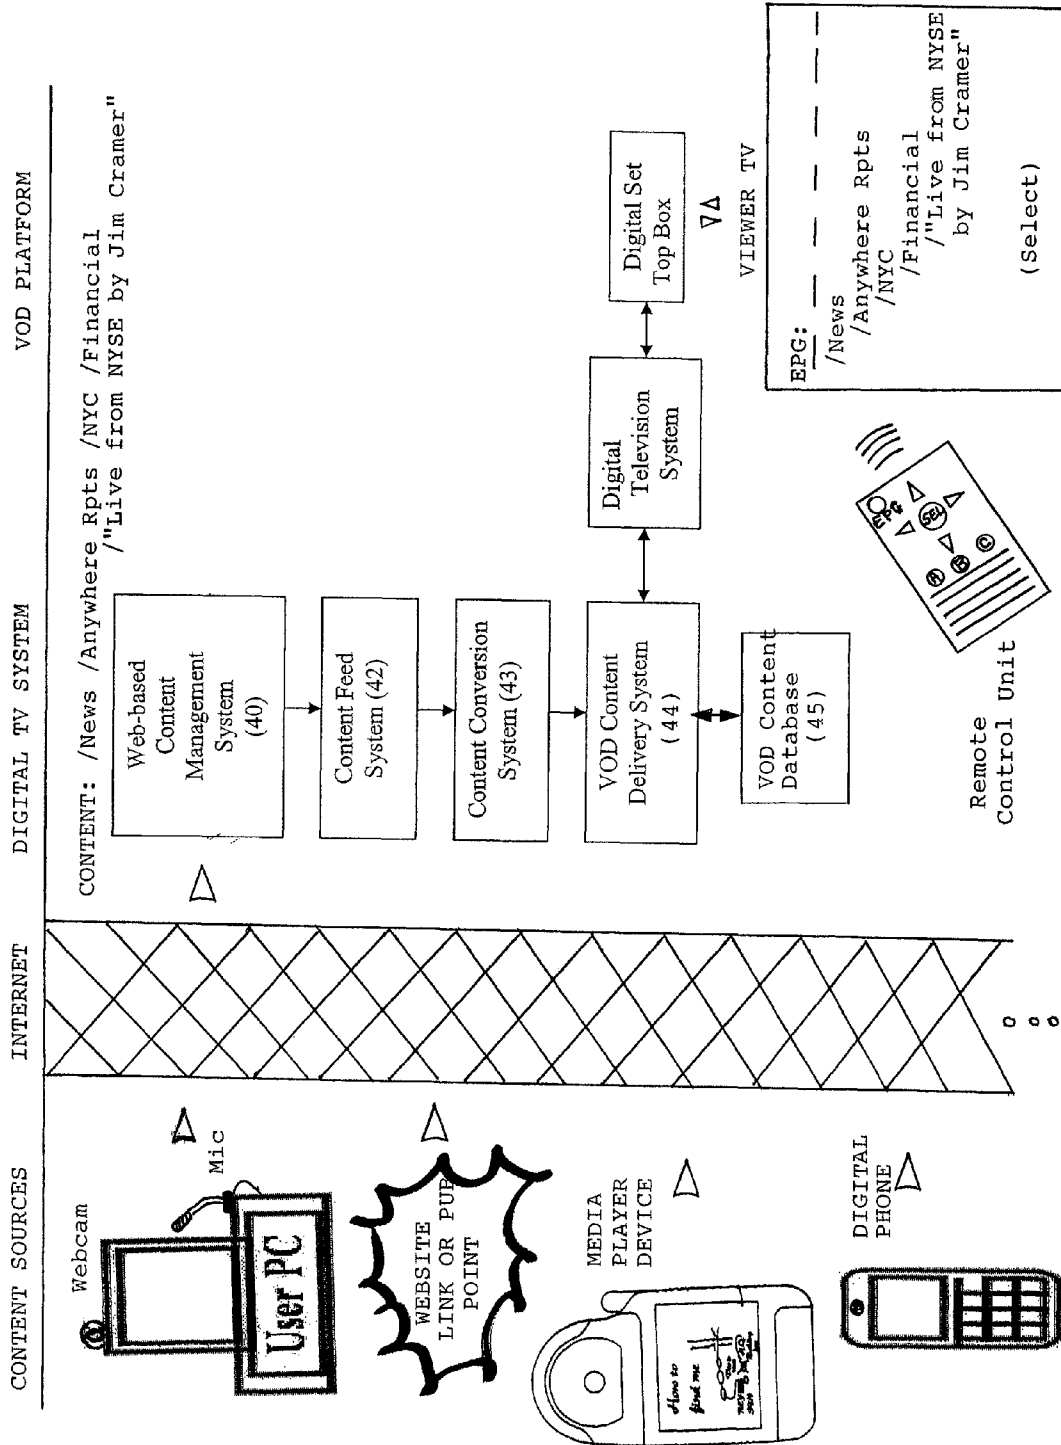 CONTENT SOURCES
INTERNET
DIGITAL TV SYSTEM
VOD PLATFORM
CONTENT: /News /Anywhere Rpts /NYC /Financial
/"Live from NYSE by Jim Cramer"
Webcam
Mic
User PC
WEBSITE
LINK OR PUB
POINT
MEDIA
PLAYER
DEVICE
How to
find me
DIGITAL
PHONE
Web-based
Content
Management
System
(40)
Content Feed
System (42)
Content Conversion
System (43)
VOD Content
Delivery System
(44)
VOD Content
Database
(45)
Digital
Television
System
Digital Set
Top Box
VIEWER TV
EPG:
/News
/Anywhere Rpts
/NYC
/Financial
/"Live from NYSE
by Jim Cramer"
(Select)
EPG
SEL
A
B
C
Remote
Control Unit